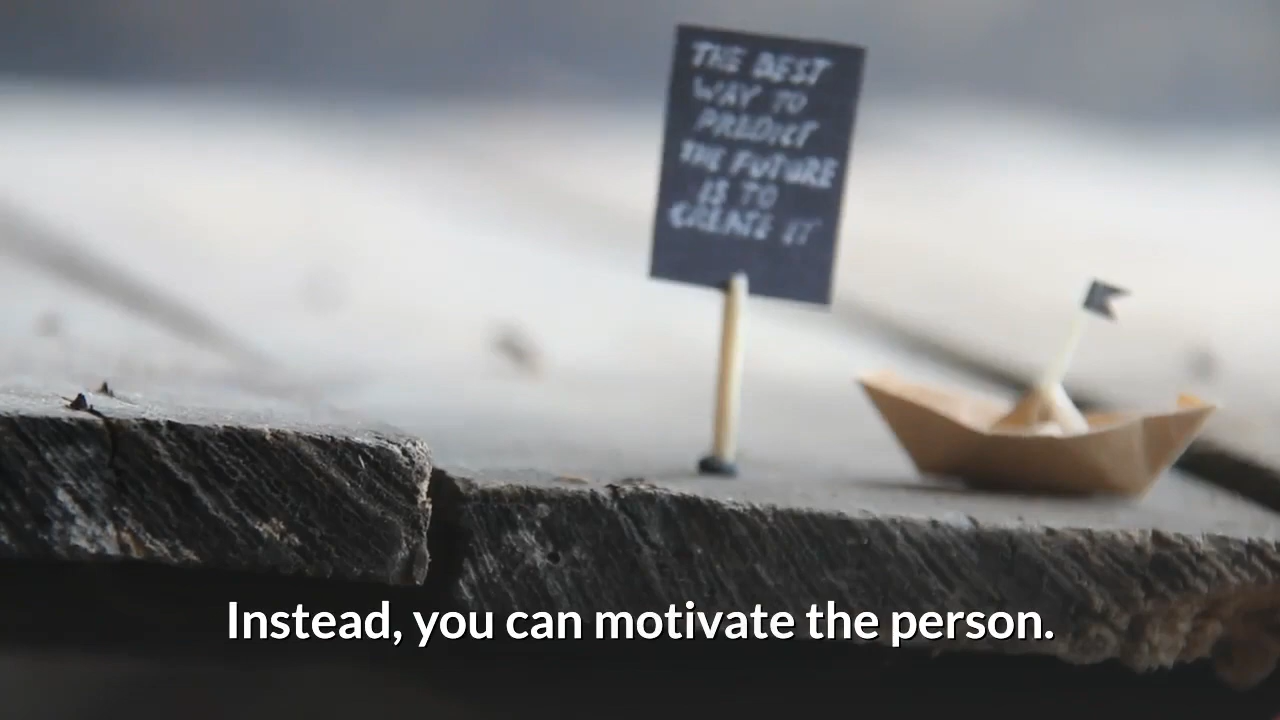 THE BEST
WAY TO
PREDICT
THE FUTURE
IS TO
CREATE IT
Instead, you can motivate the person.